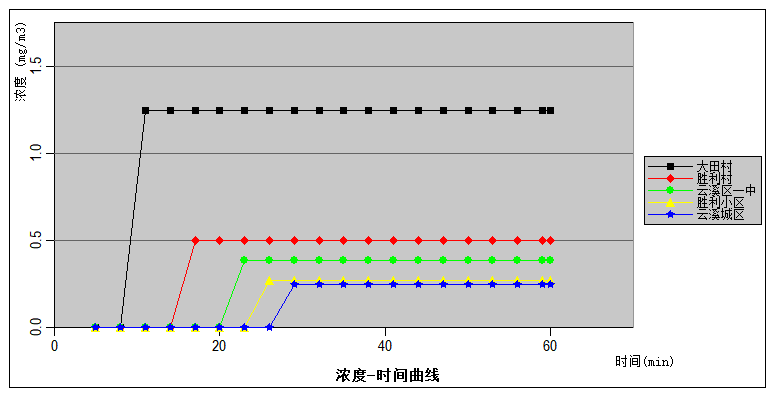 浓度 (mg/m3)
1.5
1.0
0.5
0.0
0
20
40
60
时间(min)
浓度-时间曲线
大田村
胜利村
云溪区一中
胜利小区
云溪城区